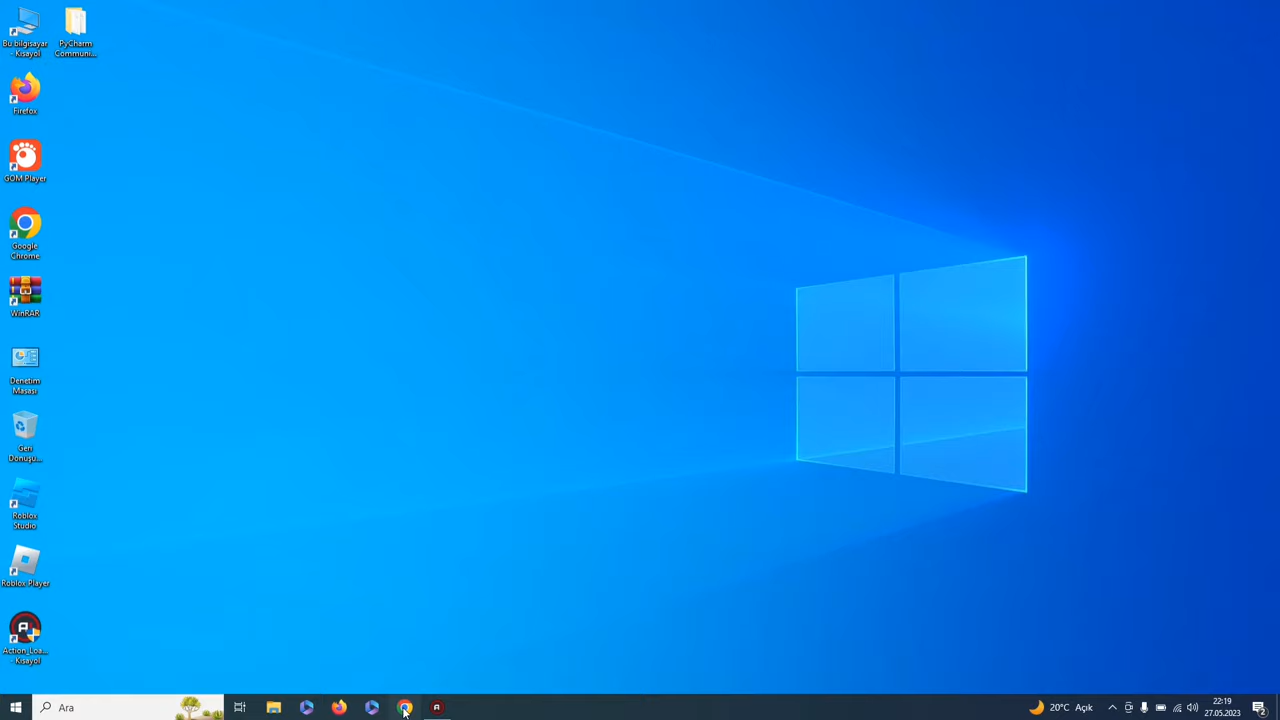 Bu bilgisayar
- Kısayol
PyCharm
Communi...
Firefox
GOM Player
Google
Chrome
WinRAR
Denetim
Masası
Geri
Dönüşü...
Roblox
Studio
Roblox Player
Action_Loa...
- Kısayol
Ara
20°C Açık
22:19
27.05.2023
2